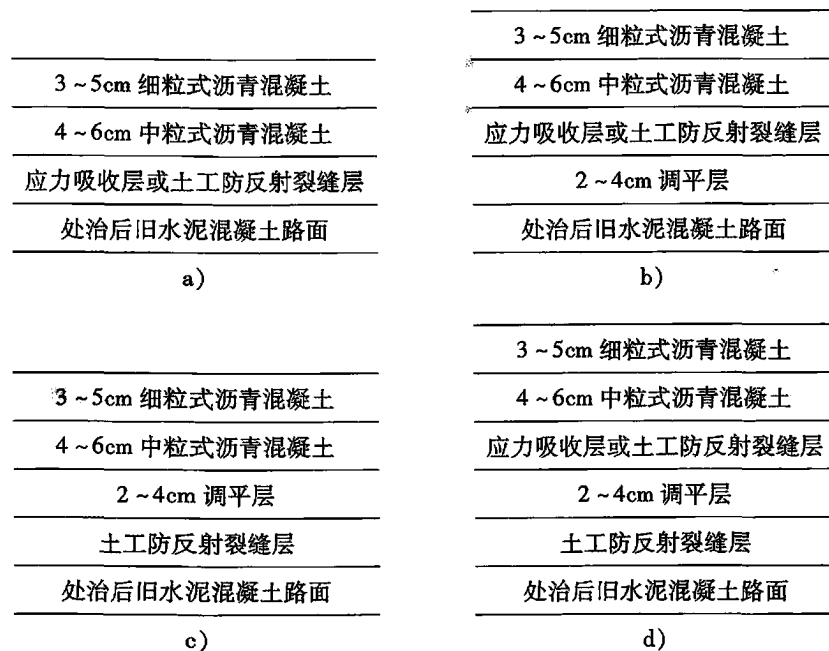 3~5cm 细粒式沥青混凝土
4~6cm 中粒式沥青混凝土
应力吸收层或土工防反射裂缝层
处治后旧水泥混凝土路面
a)
3~5cm 细粒式沥青混凝土
4~6cm 中粒式沥青混凝土
应力吸收层或土工防反射裂缝层
2~4cm 调平层
处治后旧水泥混凝土路面
b)
3~5cm 细粒式沥青混凝土
4~6cm 中粒式沥青混凝土
2~4cm 调平层
土工防反射裂缝层
处治后旧水泥混凝土路面
c)
3~5cm 细粒式沥青混凝土
4~6cm 中粒式沥青混凝土
应力吸收层或土工防反射裂缝层
2~4cm 调平层
土工防反射裂缝层
处治后旧水泥混凝土路面
d)